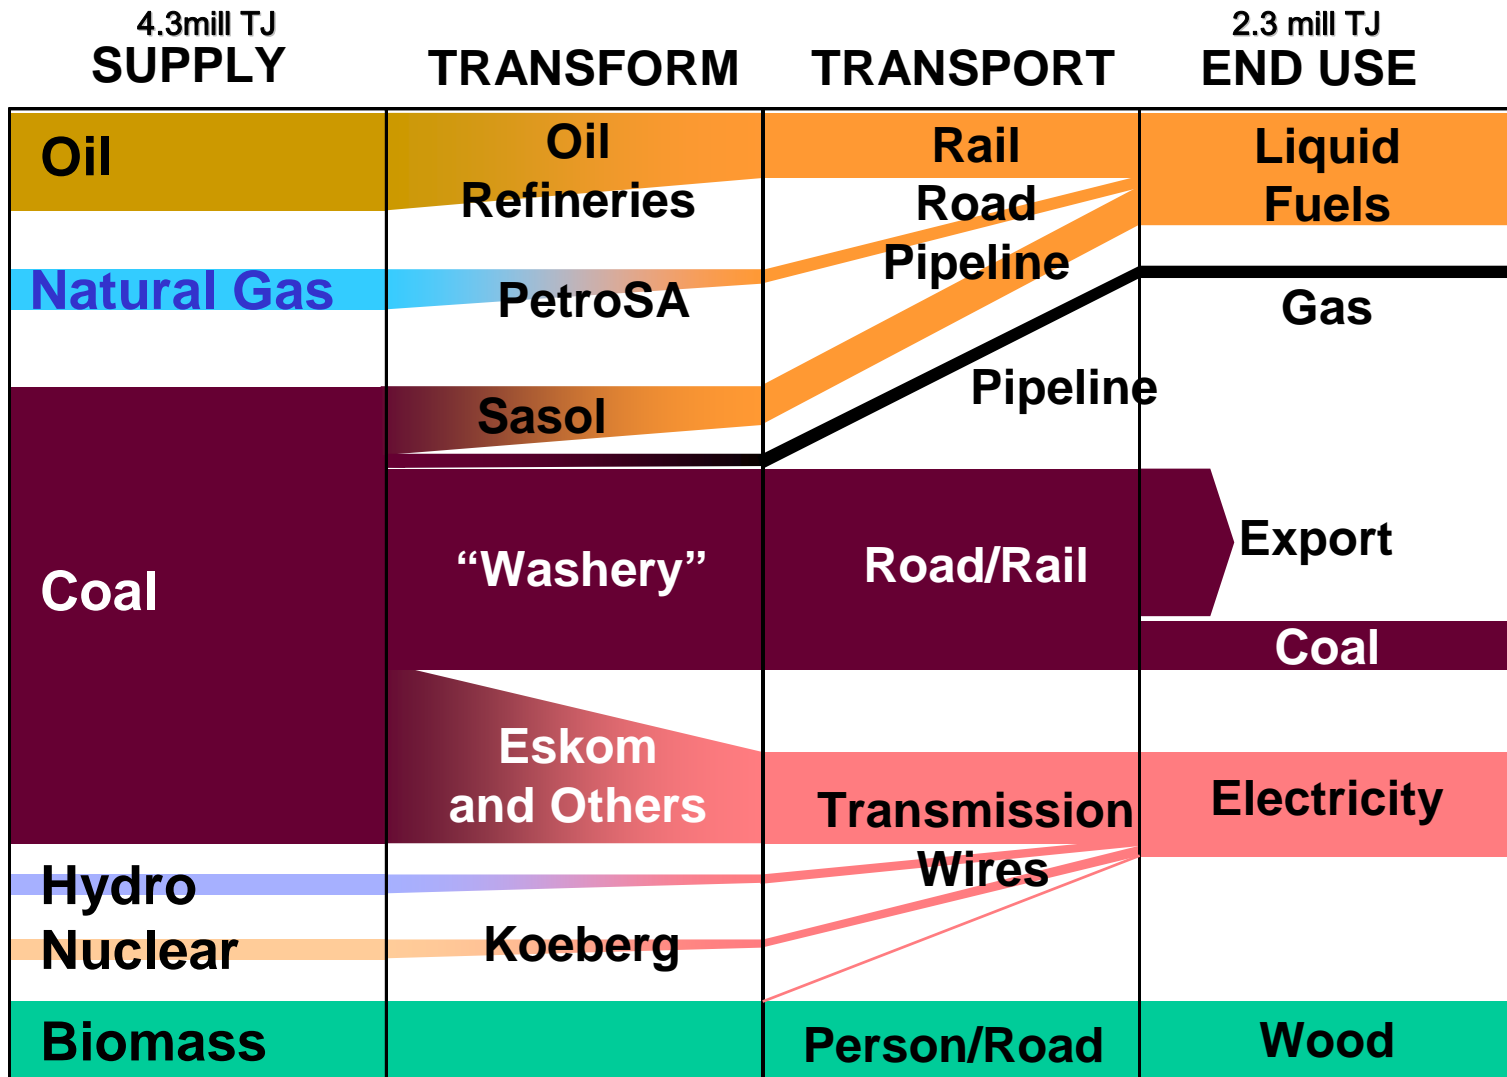 4.3mill TJ
2.3 mill TJ
SUPPLY
TRANSFORM
TRANSPORT
END USE
Oil
Oil
Refineries
Rail
Road
Pipeline
Liquid
Fuels
Natural Gas
PetroSA
Gas
Pipeline
Sasol
Coal
“Washery”
Road/Rail
Export
Coal
Eskom
and Others
Transmission
Wires
Electricity
Hydro
Nuclear
Koeberg
Biomass
Person/Road
Wood